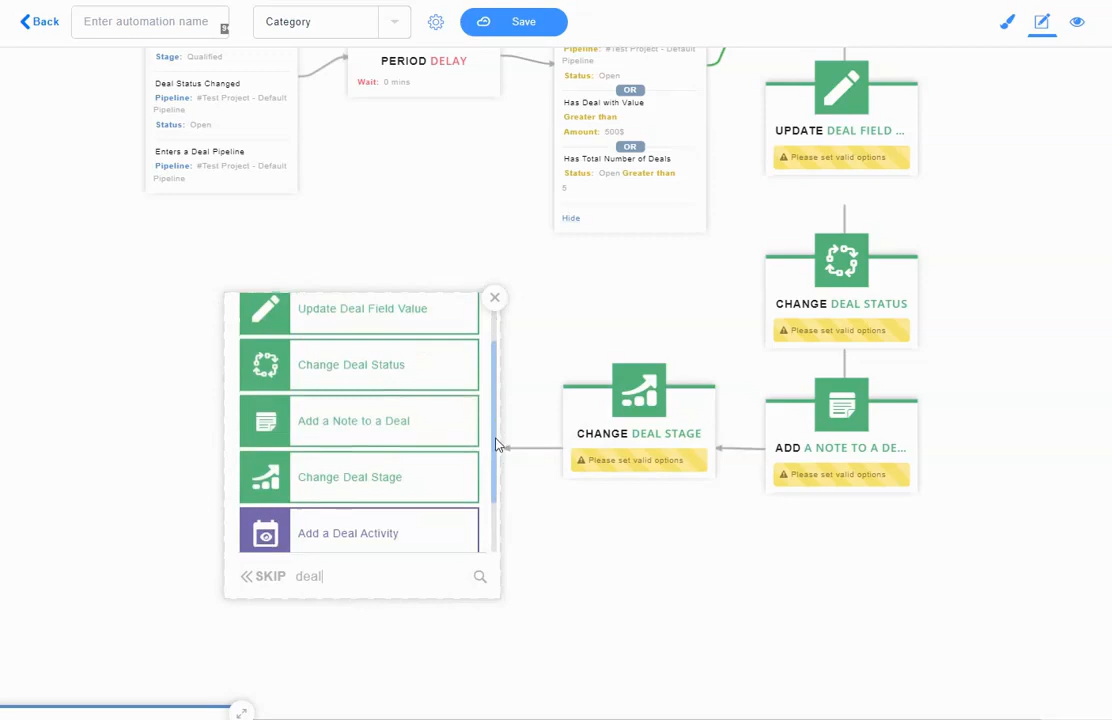 Back
Enter automation name
Category
Save
Stage: Qualified
Deal Status Changed
Pipeline: #Test Project - Default
Pipeline
Status: Open
Enters a Deal Pipeline
Pipeline: #Test Project - Default
Pipeline
PERIOD DELAY
Wait: 0 mins
Pipeline: #Test Project - Default
Pipeline
Status: Open
OR
Has Deal with Value
Greater than
Amount: 500$
OR
Has Total Number of Deals
Status: Open Greater than
5
Hide
UPDATE DEAL FIELD ...
Please set valid options
CHANGE DEAL STATUS
Please set valid options
ADD A NOTE TO A DE...
Please set valid options
CHANGE DEAL STAGE
Please set valid options
Update Deal Field Value
Change Deal Status
Add a Note to a Deal
Change Deal Stage
Add a Deal Activity
SKIP deal